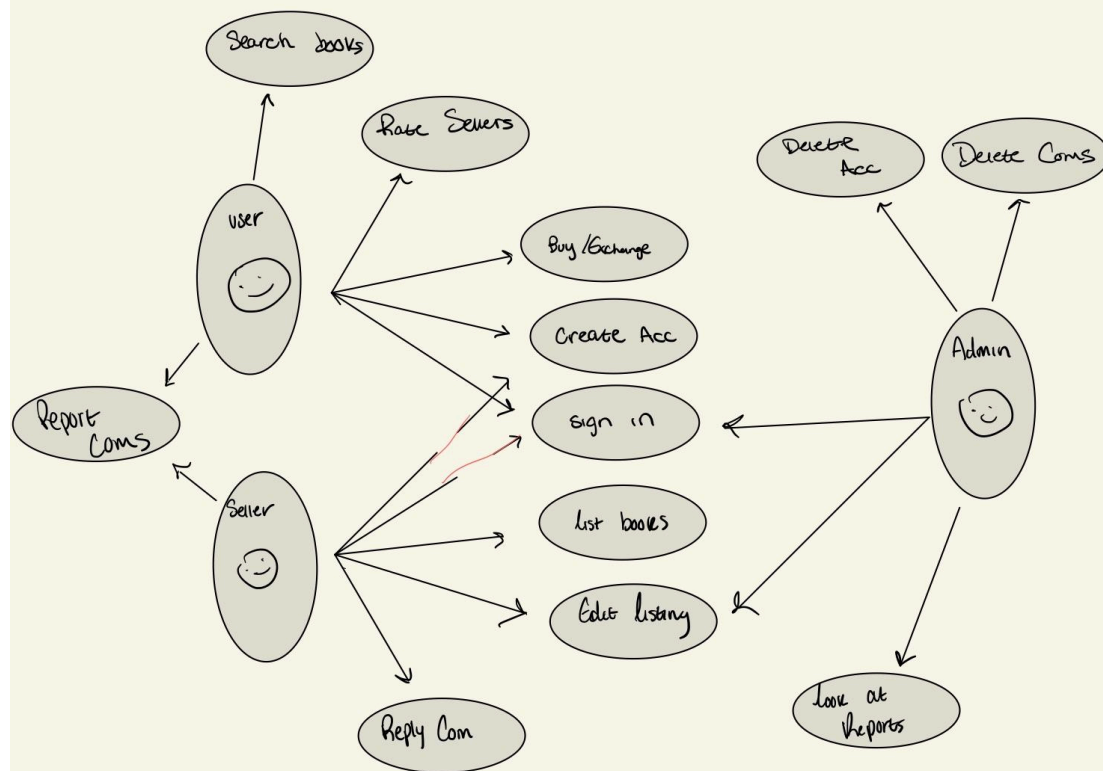 Search books
Rate Sellers
Delete
Acc
Delete Coms
user
Buy/Exchange
Create Acc
Admin
Report
Coms
sign in
Seller
list books
Edit listing
look at
Reports
Reply Com